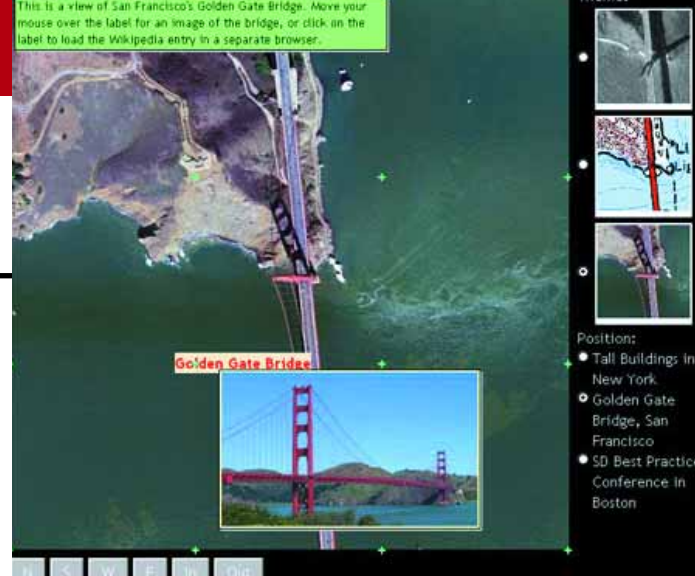 This is a view of San Francisco's Golden Gate Bridge. Move your
mouse over the label for an image of the bridge, or click on the
label to load the Wikipedia entry in a separate browser.
Golden Gate Bridge
Position:
Tall Buildings in
New York
Golden Gate
Bridge, San
Francisco
SD Best Practice
Conference in
Boston
N S W E In Out